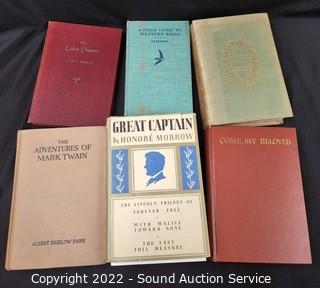 The
A FIELD GUIDE TO
WESTERN BIRDS
PETERSON
THE
ADVENTURES OF
MARK TWAIN
ALBERT BIGELOW PAINE
GREAT CAPTAIN
By HONORÉ MORROW
THE LINCOLN TRILOGY OF
FOREVER FREE
WITH MALICE
TOWARD NONE
THE LAST
FULL MEASURE
COME, MY BELOVED
Copyright © 2022 - Sound Auction Service